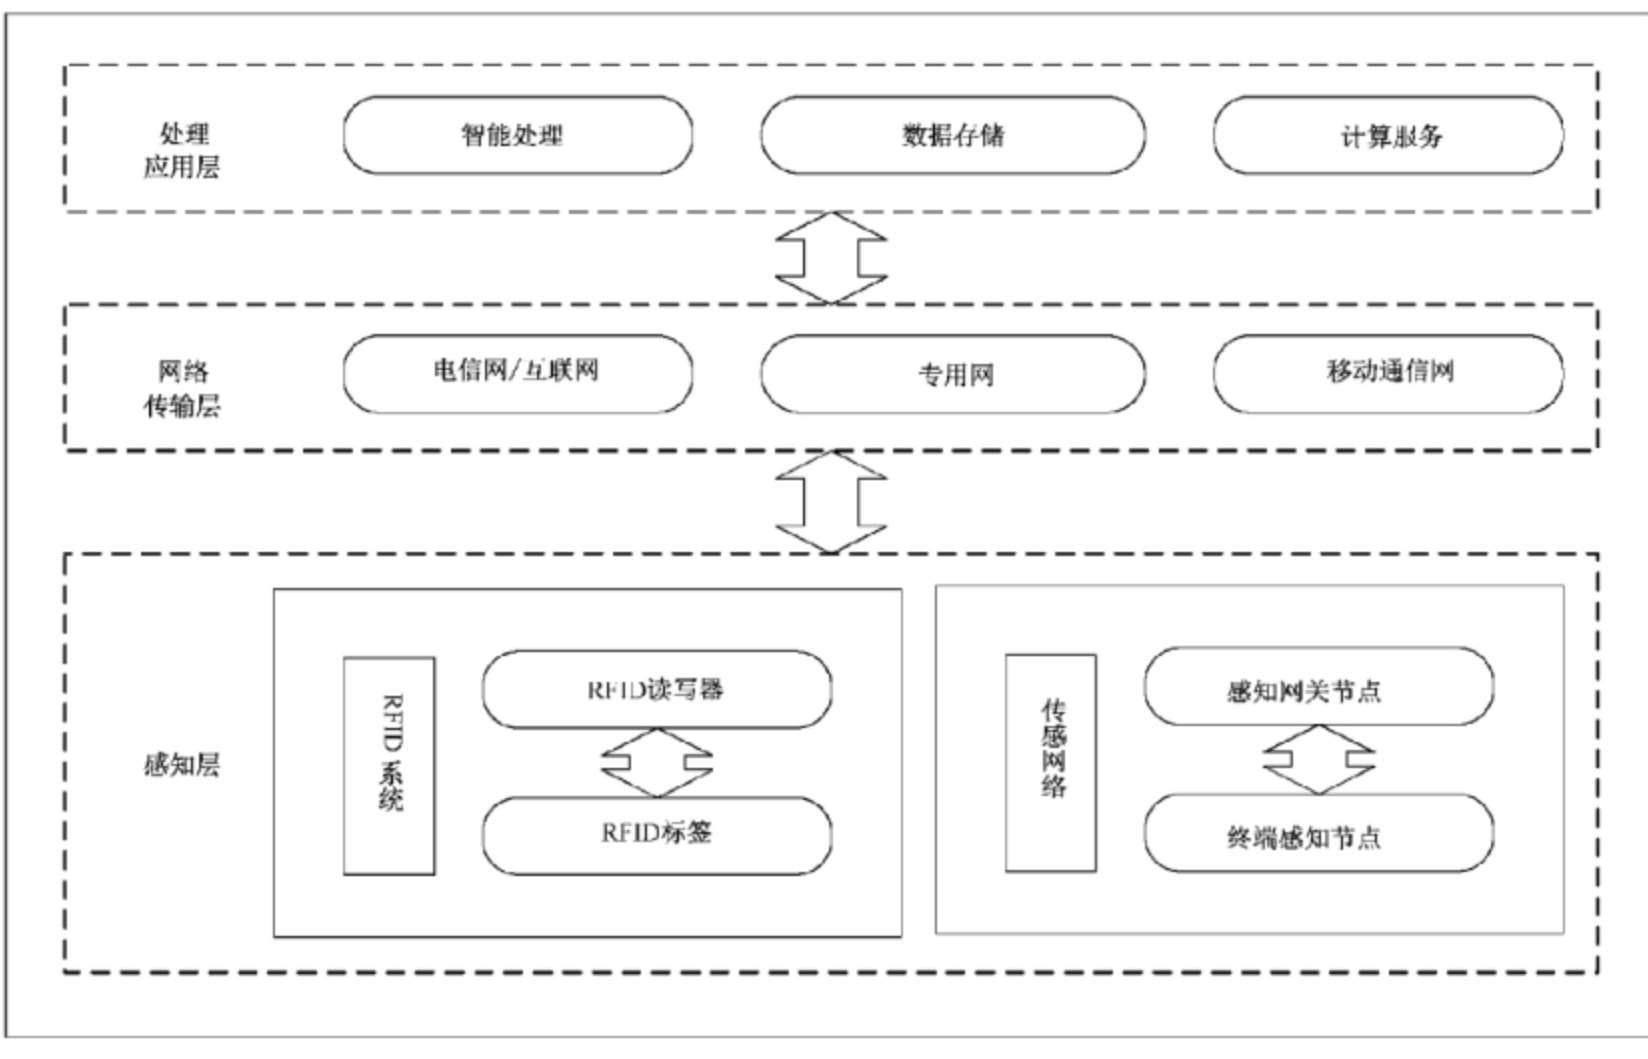 处理
应用层
智能处理
数据存储
计算服务
网络
传输层
电信网/互联网
专用网
移动通信网
感知层
RFID 系统
RFID读写器
RFID标签
传感网络
感知网关节点
终端感知节点